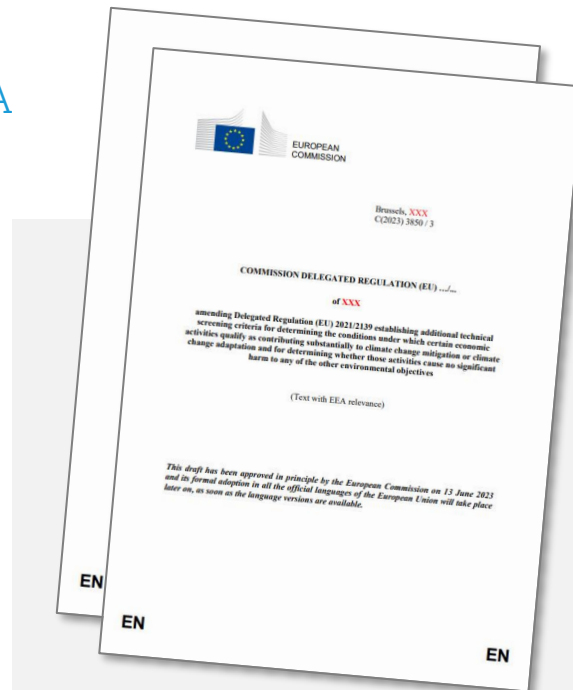 A
EUROPEAN
COMMISSION
Brussels, XXX
C(2023) 3850 / 3
COMMISSION DELEGATED REGULATION (EU) …/...
of XXX
amending Delegated Regulation (EU) 2021/2139 establishing additional technical
screening criteria for determining the conditions under which certain economic
activities qualify as contributing substantially to climate change mitigation or climate
change adaptation and for determining whether those activities cause no significant
harm to any of the other environmental objectives
(Text with EEA relevance)
This draft has been approved in principle by the European Commission on 13 June 2023
and its formal adoption in all the official languages of the European Union will take place
later on, as soon as the language versions are available.
EN
EN
EN